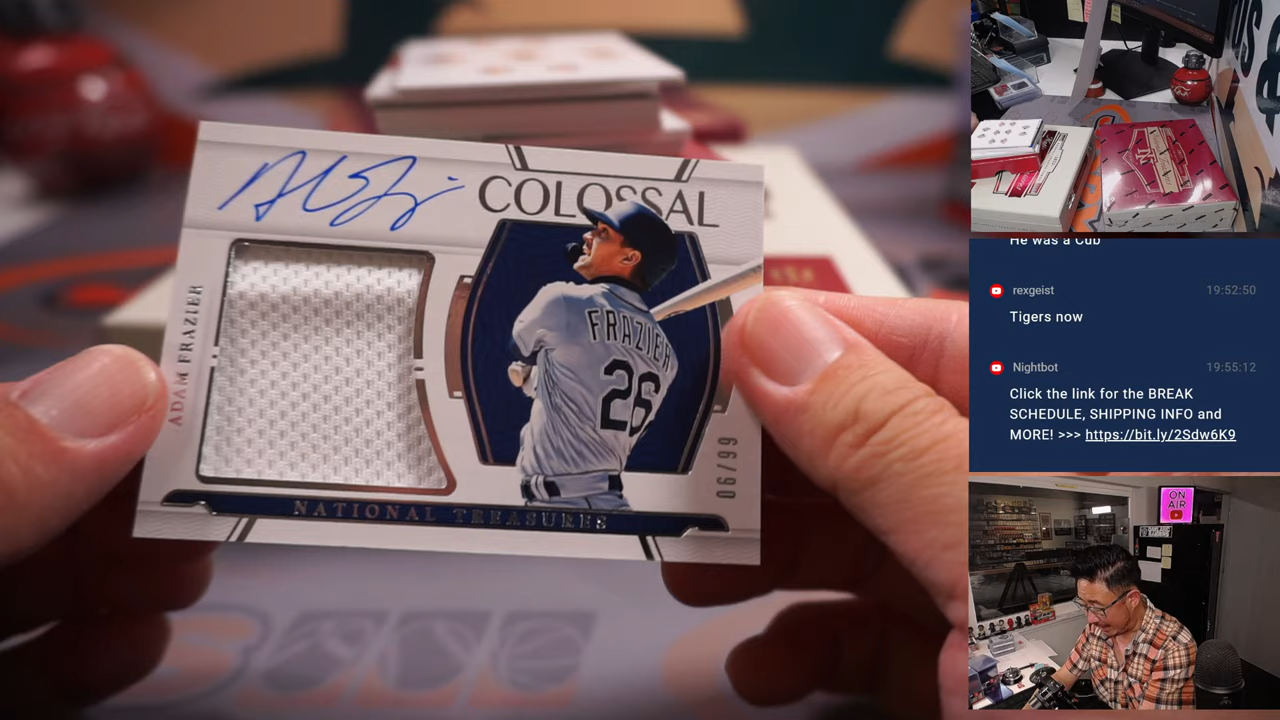 COLOSSAL
ADAM FRAZIER
FRAZIER
26
06/99
NATIONAL TREASURES
He was a Cub
rexgeist 19:52:50
Tigers now
Nightbot 19:55:12
Click the link for the BREAK
SCHEDULE, SHIPPING INFO and
MORE! >>> https://bit.ly/2Sdw6K9
ON
AIR